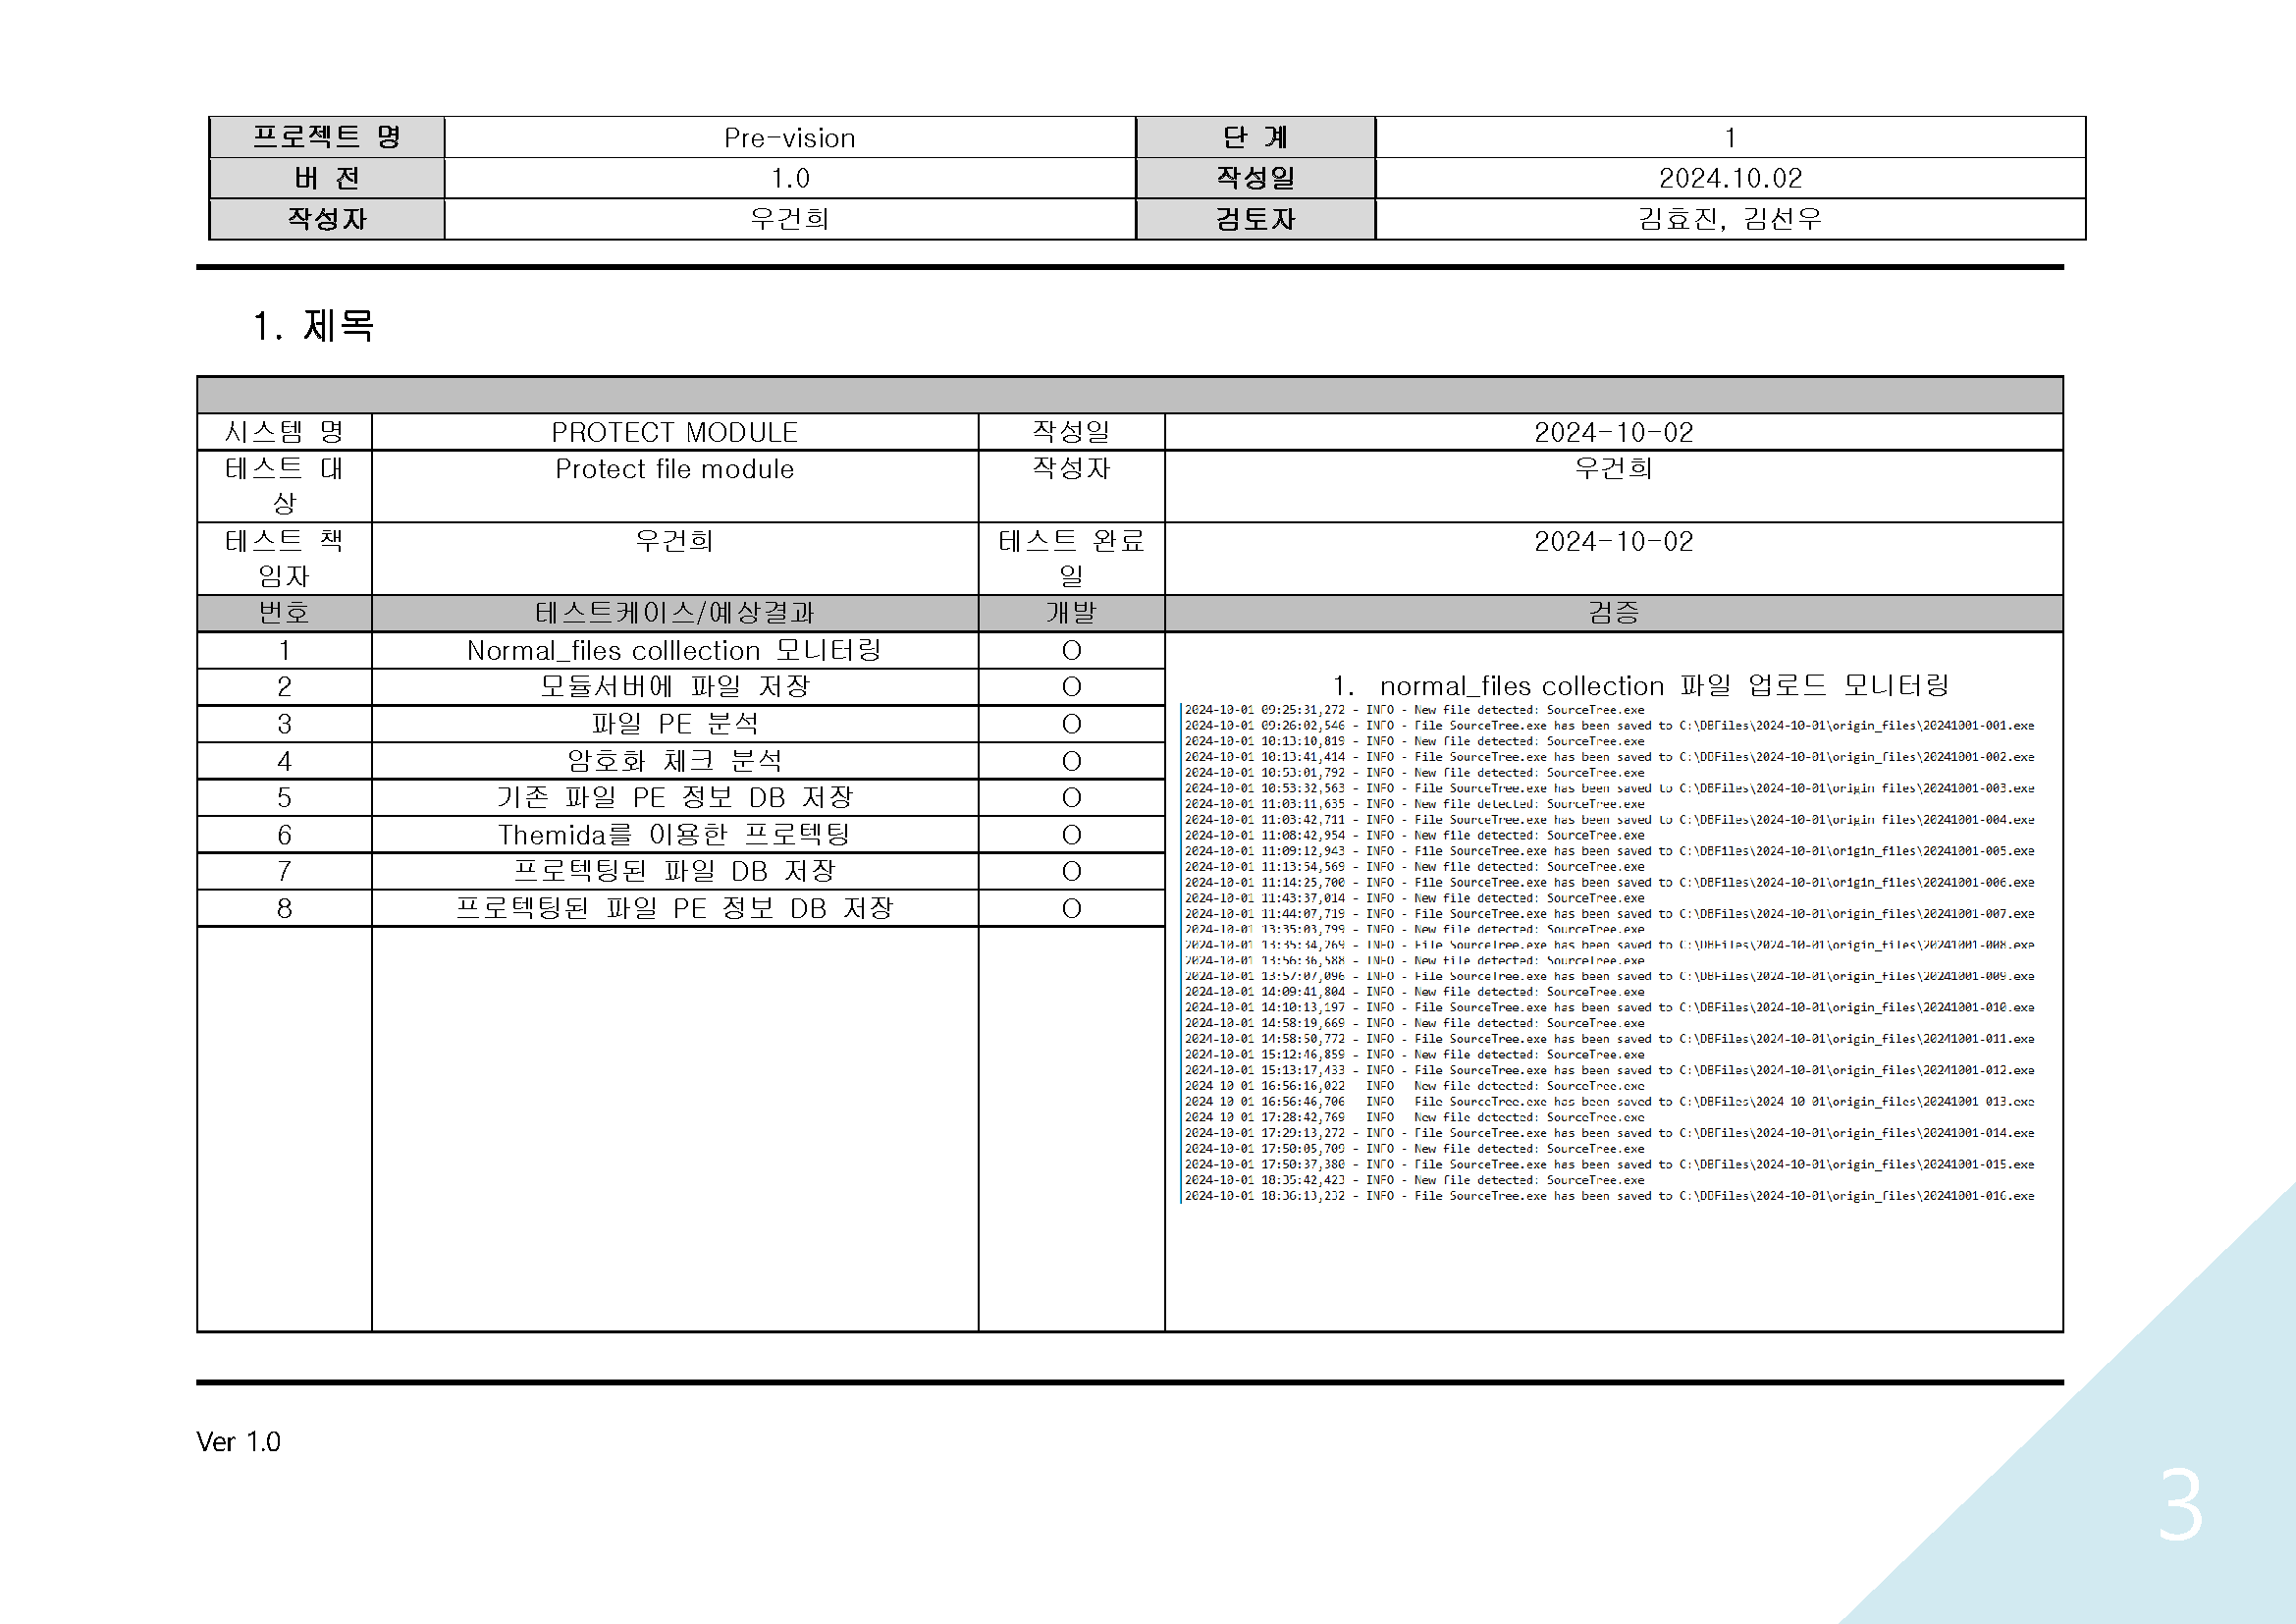 프로젝트 명 Pre-vision 단 계 1
버 전 1.0 작성일 2024.10.02
작성자 우건희 검토자 김효진, 김선우
1. 제목
시스템 명 PROTECT MODULE 작성일 2024-10-02
테스트 대상 Protect file module 작성자 우건희
테스트 책임자 우건희 테스트 완료일 2024-10-02
번호 테스트케이스/예상결과 개발 검증
1 Normal_files colllection 모니터링 O
2 모듈서버에 파일 저장 O
3 파일 PE 분석 O
4 암호화 체크 분석 O
5 기존 파일 PE 정보 DB 저장 O
6 Themida를 이용한 프로텍팅 O
7 프로텍팅된 파일 DB 저장 O
8 프로텍팅된 파일 PE 정보 DB 저장 O
1. normal_files collection 파일 업로드 모니터링
2024-10-01 09:25:31,272 - INFO - New file detected: SourceTree.exe
2024-10-01 09:26:02,546 - INFO - File SourceTree.exe has been saved to C:\DBFiles\2024-10-01\origin_files\20241001-001.exe
2024-10-01 10:13:10,819 - INFO - New file detected: SourceTree.exe
2024-10-01 10:13:41,414 - INFO - File SourceTree.exe has been saved to C:\DBFiles\2024-10-01\origin_files\20241001-002.exe
2024-10-01 10:53:01,792 - INFO - New file detected: SourceTree.exe
2024-10-01 10:53:32,563 - INFO - File SourceTree.exe has been saved to C:\DBFiles\2024-10-01\origin_files\20241001-003.exe
2024-10-01 11:03:11,635 - INFO - New file detected: SourceTree.exe
2024-10-01 11:03:42,711 - INFO - File SourceTree.exe has been saved to C:\DBFiles\2024-10-01\origin_files\20241001-004.exe
2024-10-01 11:08:42,954 - INFO - New file detected: SourceTree.exe
2024-10-01 11:09:12,943 - INFO - File SourceTree.exe has been saved to C:\DBFiles\2024-10-01\origin_files\20241001-005.exe
2024-10-01 11:13:54,569 - INFO - New file detected: SourceTree.exe
2024-10-01 11:14:25,700 - INFO - File SourceTree.exe has been saved to C:\DBFiles\2024-10-01\origin_files\20241001-006.exe
2024-10-01 11:43:37,014 - INFO - New file detected: SourceTree.exe
2024-10-01 11:44:07,719 - INFO - File SourceTree.exe has been saved to C:\DBFiles\2024-10-01\origin_files\20241001-007.exe
2024-10-01 13:35:03,799 - INFO - New file detected: SourceTree.exe
2024-10-01 13:35:34,269 - INFO - File SourceTree.exe has been saved to C:\DBFiles\2024-10-01\origin_files\20241001-008.exe
2024-10-01 13:56:36,588 - INFO - New file detected: SourceTree.exe
2024-10-01 13:57:07,096 - INFO - File SourceTree.exe has been saved to C:\DBFiles\2024-10-01\origin_files\20241001-009.exe
2024-10-01 14:09:41,804 - INFO - New file detected: SourceTree.exe
2024-10-01 14:10:13,197 - INFO - File SourceTree.exe has been saved to C:\DBFiles\2024-10-01\origin_files\20241001-010.exe
2024-10-01 14:58:19,669 - INFO - New file detected: SourceTree.exe
2024-10-01 14:58:50,772 - INFO - File SourceTree.exe has been saved to C:\DBFiles\2024-10-01\origin_files\20241001-011.exe
2024-10-01 15:12:46,859 - INFO - New file detected: SourceTree.exe
2024-10-01 15:13:17,433 - INFO - File SourceTree.exe has been saved to C:\DBFiles\2024-10-01\origin_files\20241001-012.exe
2024-10-01 16:56:16,022 - INFO - New file detected: SourceTree.exe
2024-10-01 16:56:46,706 - INFO - File SourceTree.exe has been saved to C:\DBFiles\2024-10-01\origin_files\20241001-013.exe
2024-10-01 17:28:42,769 - INFO - New file detected: SourceTree.exe
2024-10-01 17:29:13,272 - INFO - File SourceTree.exe has been saved to C:\DBFiles\2024-10-01\origin_files\20241001-014.exe
2024-10-01 17:50:05,709 - INFO - New file detected: SourceTree.exe
2024-10-01 17:50:37,380 - INFO - File SourceTree.exe has been saved to C:\DBFiles\2024-10-01\origin_files\20241001-015.exe
2024-10-01 18:35:42,423 - INFO - New file detected: SourceTree.exe
2024-10-01 18:36:13,232 - INFO - File SourceTree.exe has been saved to C:\DBFiles\2024-10-01\origin_files\20241001-016.exe
Ver 1.0
3